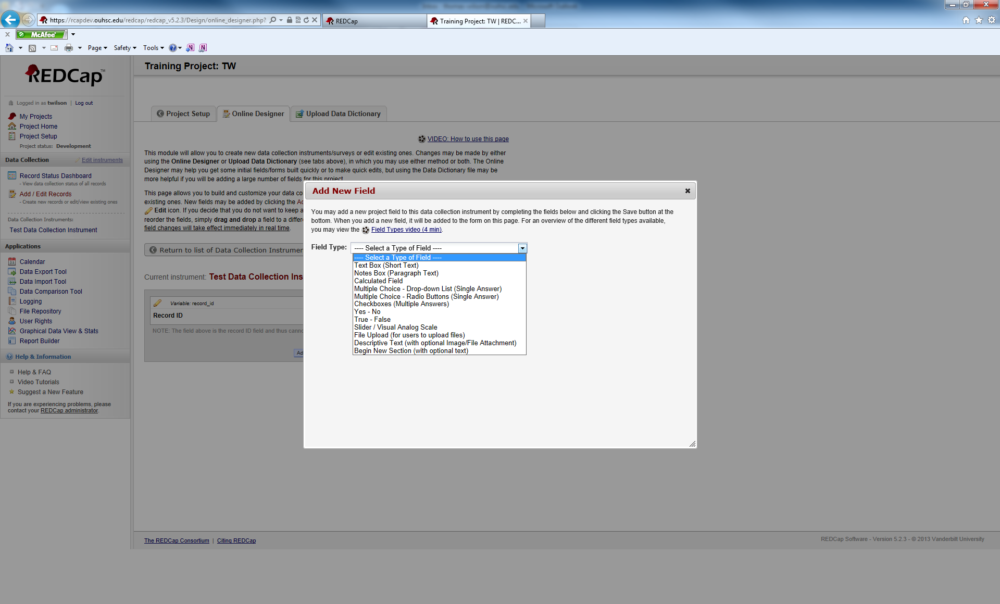 https://rcapdev.ouhsc.edu/redcap/redcap_v5.2.3/Design/online_designer.php?
REDCap
Training Project: TW | REDC...
McAfee
Page
Safety
Tools
REDCap™
Logged in as twilson | Log out
My Projects
Project Home
Project Setup
Project status: Development
Data Collection
Edit instruments
Record Status Dashboard
- View data collection status of all records
Add / Edit Records
- Create new records or edit/view existing ones
Data Collection Instruments:
Test Data Collection Instrument
Applications
Calendar
Data Export Tool
Data Import Tool
Data Comparison Tool
Logging
File Repository
User Rights
Graphical Data View & Stats
Report Builder
Help & Information
Help & FAQ
Video Tutorials
Suggest a New Feature
If you are experiencing problems, please
contact your REDCap administrator.
Training Project: TW
Project Setup
Online Designer
Upload Data Dictionary
VIDEO: How to use this page
This module will allow you to create new data collection instruments/surveys or edit existing ones. Changes may be made by either
using the Online Designer or Upload Data Dictionary (see tabs above), in which you may use either method or both. The Online
Designer may help you get some initial fields/forms built quickly or to make quick edits, but using the Data Dictionary file may be
more helpful if you will be adding a large number of fields for this project.
This page allows you to build and customize your data co
existing ones. New fields may be added by clicking the Ac
Edit icon. If you decide that you do not want to keep a
reorder the fields, simply drag and drop a field to a differe
field changes will take effect immediately in real time.
Return to list of Data Collection Instrumen
Current instrument: Test Data Collection Ins
Variable: record_id
Record ID
NOTE: The field above is the record ID field and thus cannc
Ad
Add New Field
You may add a new project field to this data collection instrument by completing the fields below and clicking the Save button at the
bottom. When you add a new field, it will be added to the form on this page. For an overview of the different field types available,
you may view the Field Types video (4 min).
Field Type: ---- Select a Type of Field ----
---- Select a Type of Field ----
Text Box (Short Text)
Notes Box (Paragraph Text)
Calculated Field
Multiple Choice - Drop-down List (Single Answer)
Multiple Choice - Radio Buttons (Single Answer)
Checkboxes (Multiple Answers)
Yes - No
True - False
Slider / Visual Analog Scale
File Upload (for users to upload files)
Descriptive Text (with optional Image/File Attachment)
Begin New Section (with optional text)
The REDCap Consortium | Citing REDCap
REDCap Software - Version 5.2.3 - © 2013 Vanderbilt University